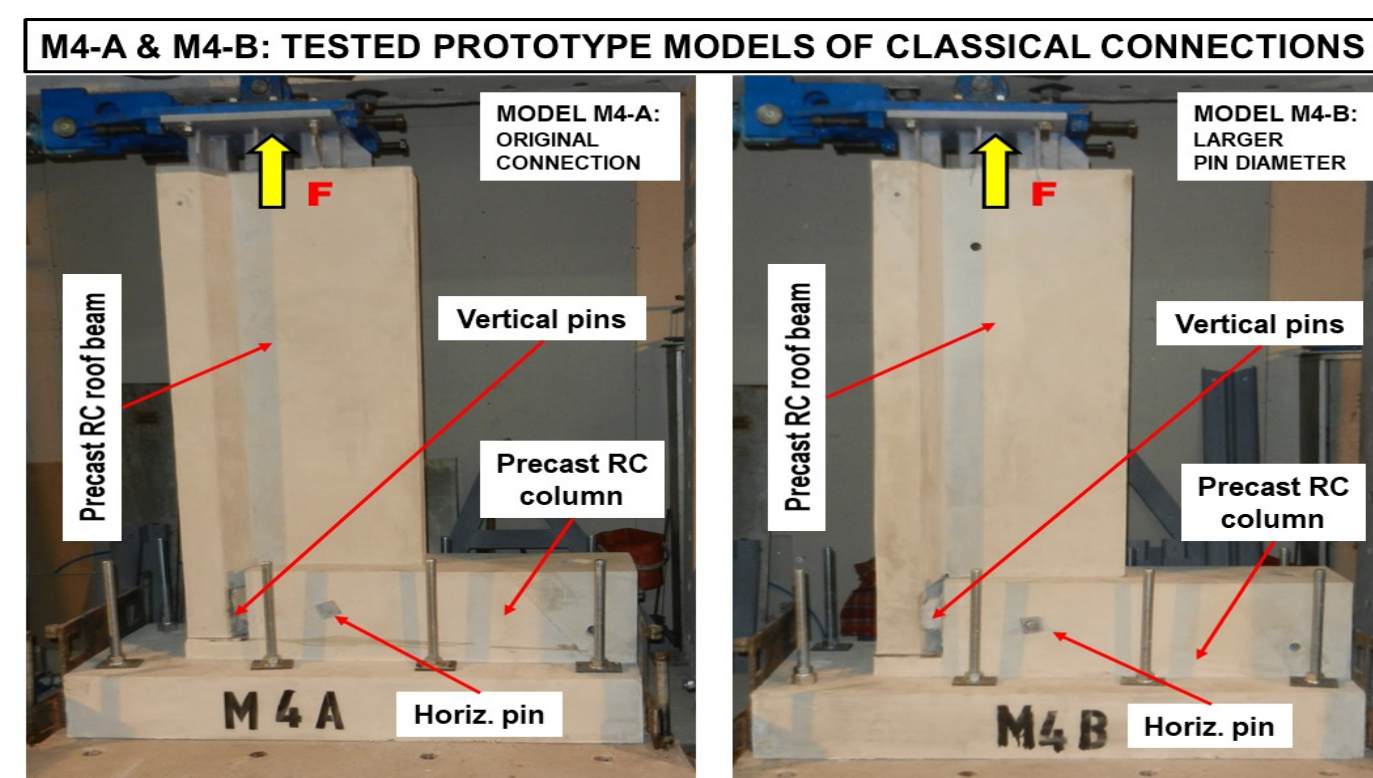 M4-A & M4-B: TESTED PROTOTYPE MODELS OF CLASSICAL CONNECTIONS
MODEL M4-A:
ORIGINAL
CONNECTION
F
Precast RC roof beam
Vertical pins
Precast RC
column
Horiz. pin
M4A
MODEL M4-B:
LARGER
PIN DIAMETER
F
Precast RC roof beam
Vertical pins
Precast RC
column
Horiz. pin
M4B